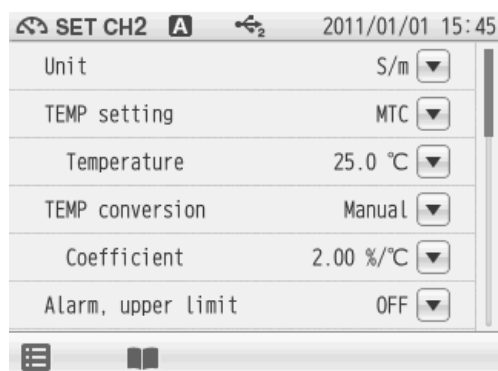 SET CH2 A 2 2011/01/01 15:45
Unit S/m
TEMP setting MTC
Temperature 25.0 ℃
TEMP conversion Manual
Coefficient 2.00 %/℃
Alarm, upper limit OFF